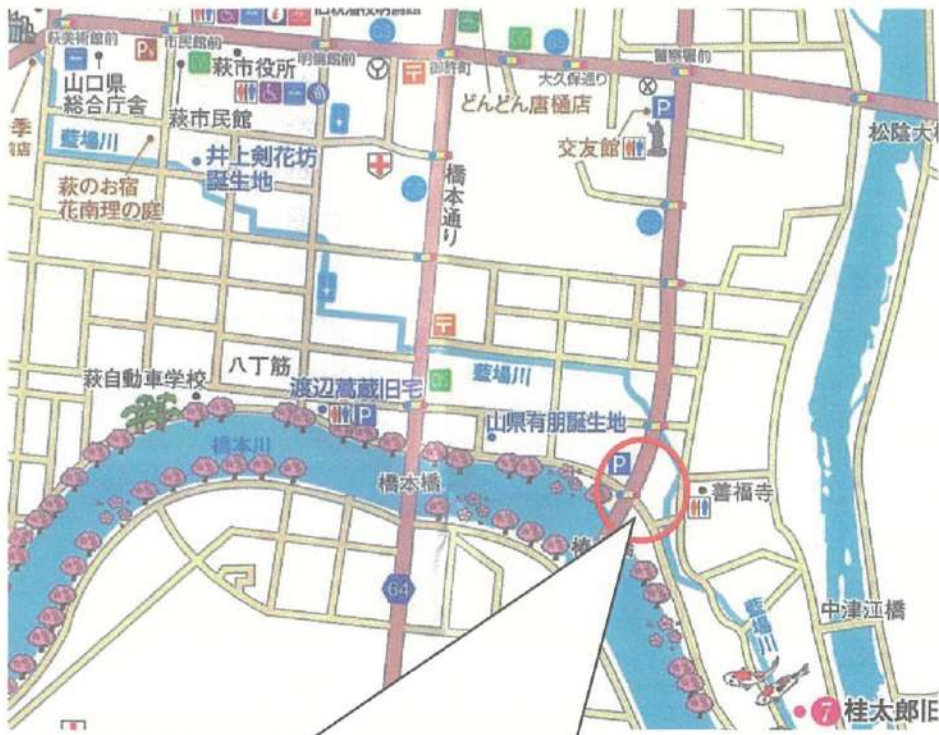 萩美術館前
市民館前
明倫館前
御許町
大久保通り
警察署前
萩市役所
山口県
総合庁舎
萩市民館
どんどん唐樋店
交友館
P
松陰大橋
藍場川
井上剣花坊
誕生地
萩のお宿
花南理の庭
橋本通り
八丁筋
萩自動車学校
渡辺蒿蔵旧宅
P
藍場川
山県有朋誕生地
P
橋本川
橋本橋
善福寺
64
藍場川
中津江橋
7 桂太郎旧